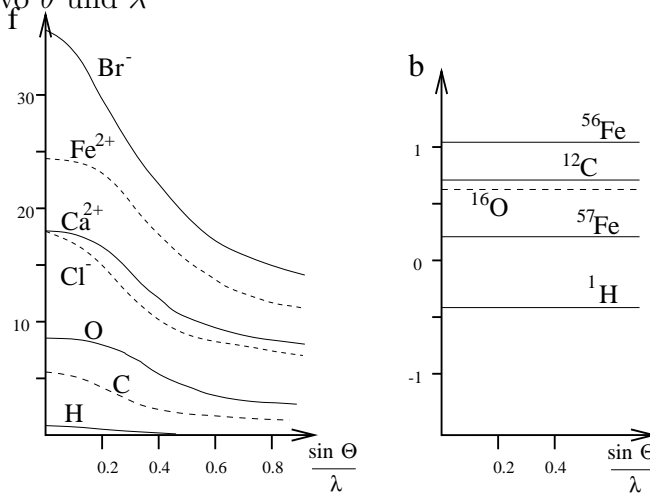 f
Br-
30
Fe2+
20
Ca2+
Cl-
10
O
C
H
0.2 0.4 0.6 0.8
sin Θ
λ
b
56Fe
1
12C
16O
57Fe
0
1H
-1
0.2 0.4
sin Θ
λ